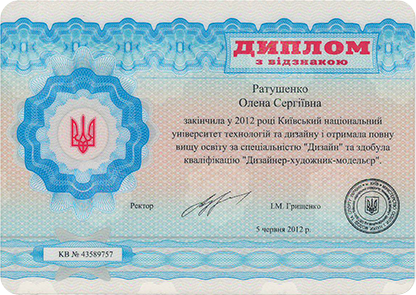 ДИПЛОМ
з відзнакою
Ратушенко
Олена Сергіївна
закінчила у 2012 році Київський національний
університет технологій та дизайну і отримала повну
вищу освіту за спеціальністю "Дизайн" та здобула
кваліфікацію "Дизайнер-художник-модельєр".
Ректор І.М. Грищенко
5 червня 2012 р.
КВ № 43589757